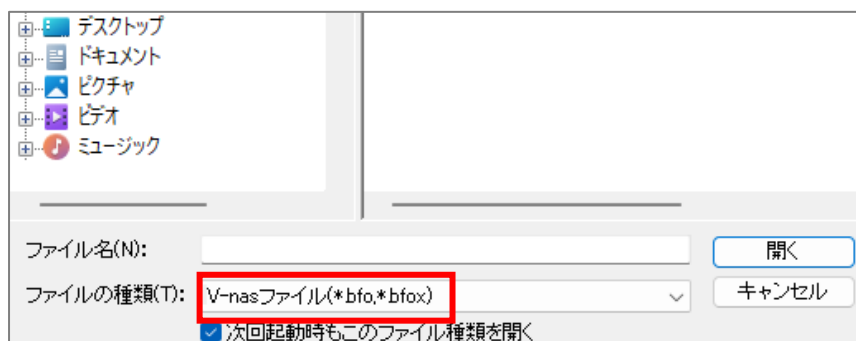 デスクトップ
ドキュメント
ピクチャ
ビデオ
ミュージック
ファイル名(N):
開く
ファイルの種類(T):
V-nasファイル(*.bfo,*.bfox)
キャンセル
次回起動時もこのファイル種類を開く